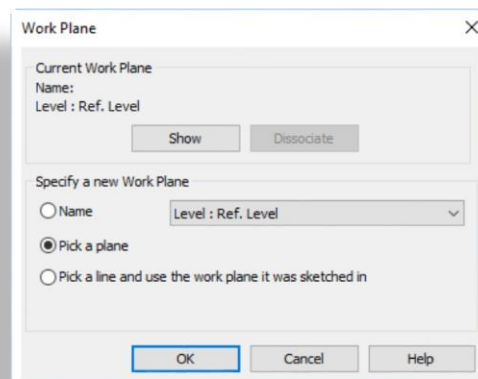 Work Plane
Current Work Plane
Name:
Level : Ref. Level
Show Dissociate
Specify a new Work Plane
Name Level : Ref. Level
Pick a plane
Pick a line and use the work plane it was sketched in
OK Cancel Help